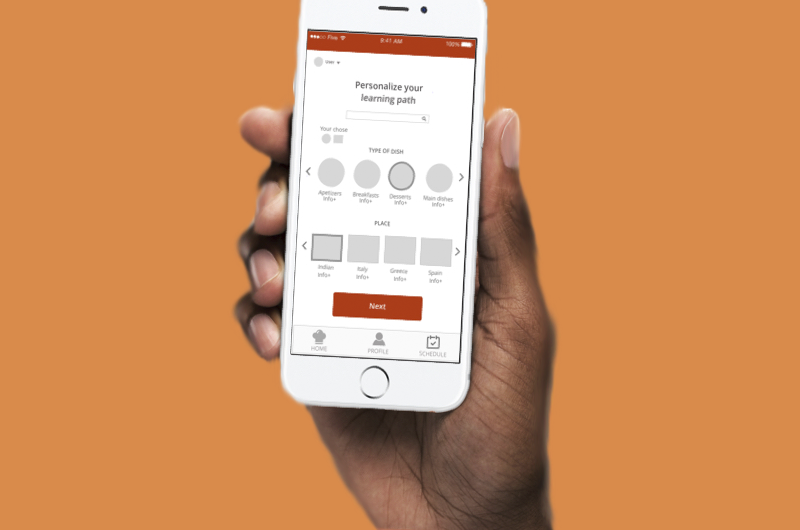 Five 9:41 AM 100%
User
Personalize your
learning path
Your chose
TYPE OF DISH
Apetizers Breakfasts Desserts Main dishes
Info+ Info+ Info+ Info+
PLACE
Indian Italy Greece Spain
Info+ Info+ Info+ Info+
Next
HOME PROFILE SCHEDULE